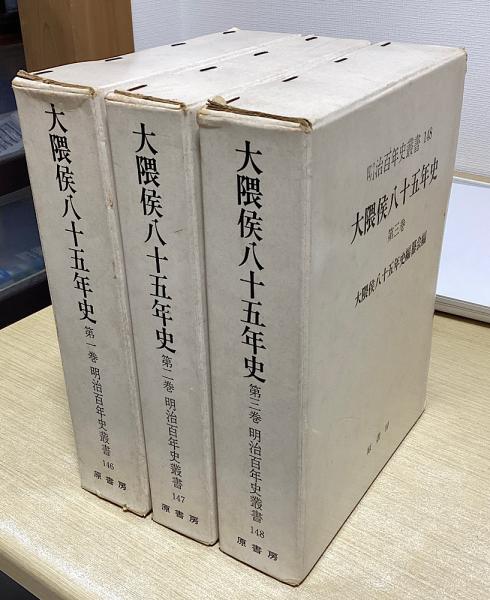 大隈侯八十五年史
第一巻
明治百年史叢書
146
原書房
大隈侯八十五年史
第二巻
明治百年史叢書
147
原書房
大隈侯八十五年史
第三巻
明治百年史叢書
148
原書房
明治百年史叢書 148
大隈侯八十五年史
第三巻
大隈侯八十五年史編纂会編
原書房